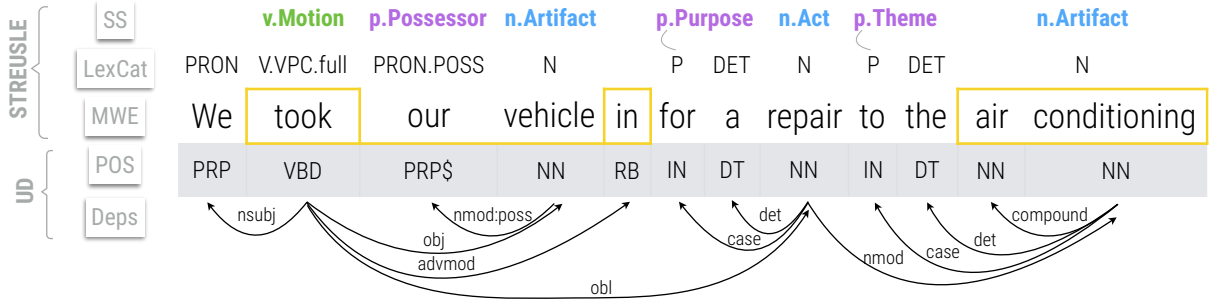 STREUSLE
SS v.Motion p.Possessor n.Artifact p.Purpose n.Act p.Theme n.Artifact
LexCat PRON V.VPC.full PRON.POSS N P DET N P DET N
MWE We took our vehicle in for a repair to the air conditioning
UD
POS PRP VBD PRP$ NN RB IN DT NN IN DT NN NN
Deps
nsubj nmod:poss det compound
obj case det
advmod nmod case
obl